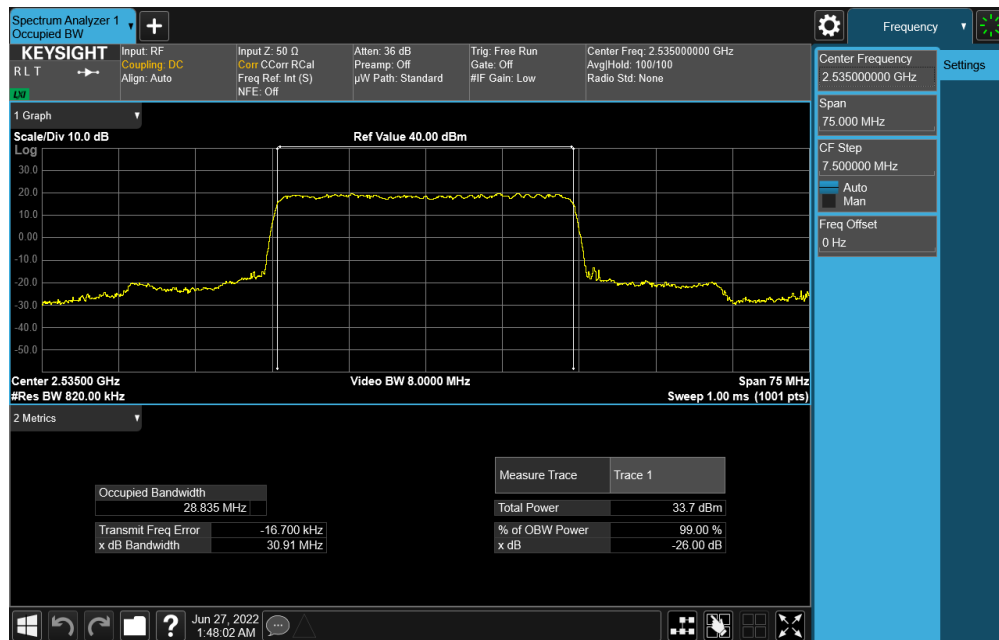 Spectrum Analyzer 1
Occupied BW
Frequency
KEYSIGHT
R L T
LXI
Input: RF
Coupling: DC
Align: Auto
Input Z: 50 Ω
Corr CCorr RCal
Freq Ref: Int (S)
NFE: Off
Atten: 36 dB
Preamp: Off
µW Path: Standard
Trig: Free Run
Gate: Off
#IF Gain: Low
Center Freq: 2.535000000 GHz
Avg|Hold: 100/100
Radio Std: None
Center Frequency
2.535000000 GHz
Settings
Span
75.000 MHz
CF Step
7.500000 MHz
Auto
Man
Freq Offset
0 Hz
1 Graph
Scale/Div 10.0 dB
Ref Value 40.00 dBm
Log
30.0
20.0
10.0
0.00
-10.0
-20.0
-30.0
-40.0
-50.0
Center 2.53500 GHz
#Res BW 820.00 kHz
Video BW 8.0000 MHz
Span 75 MHz
Sweep 1.00 ms (1001 pts)
2 Metrics
Occupied Bandwidth
28.835 MHz
Transmit Freq Error -16.700 kHz
x dB Bandwidth 30.91 MHz
Measure Trace Trace 1
Total Power 33.7 dBm
% of OBW Power 99.00 %
x dB -26.00 dB
?
Jun 27, 2022
1:48:02 AM